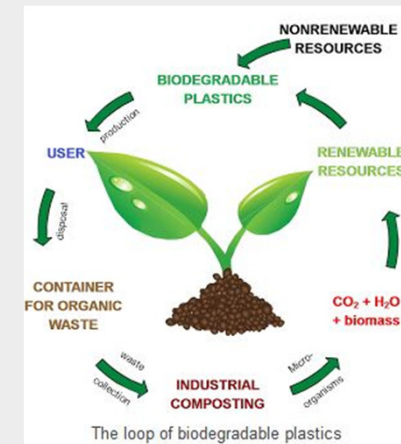 NONRENEWABLE
RESOURCES
BIODEGRADABLE
PLASTICS
production
USER
RENEWABLE
RESOURCES
disposal
CONTAINER
FOR ORGANIC
WASTE
CO₂ + H₂O
+ biomass
waste
collection
INDUSTRIAL
COMPOSTING
Micro-
organisms
The loop of biodegradable plastics